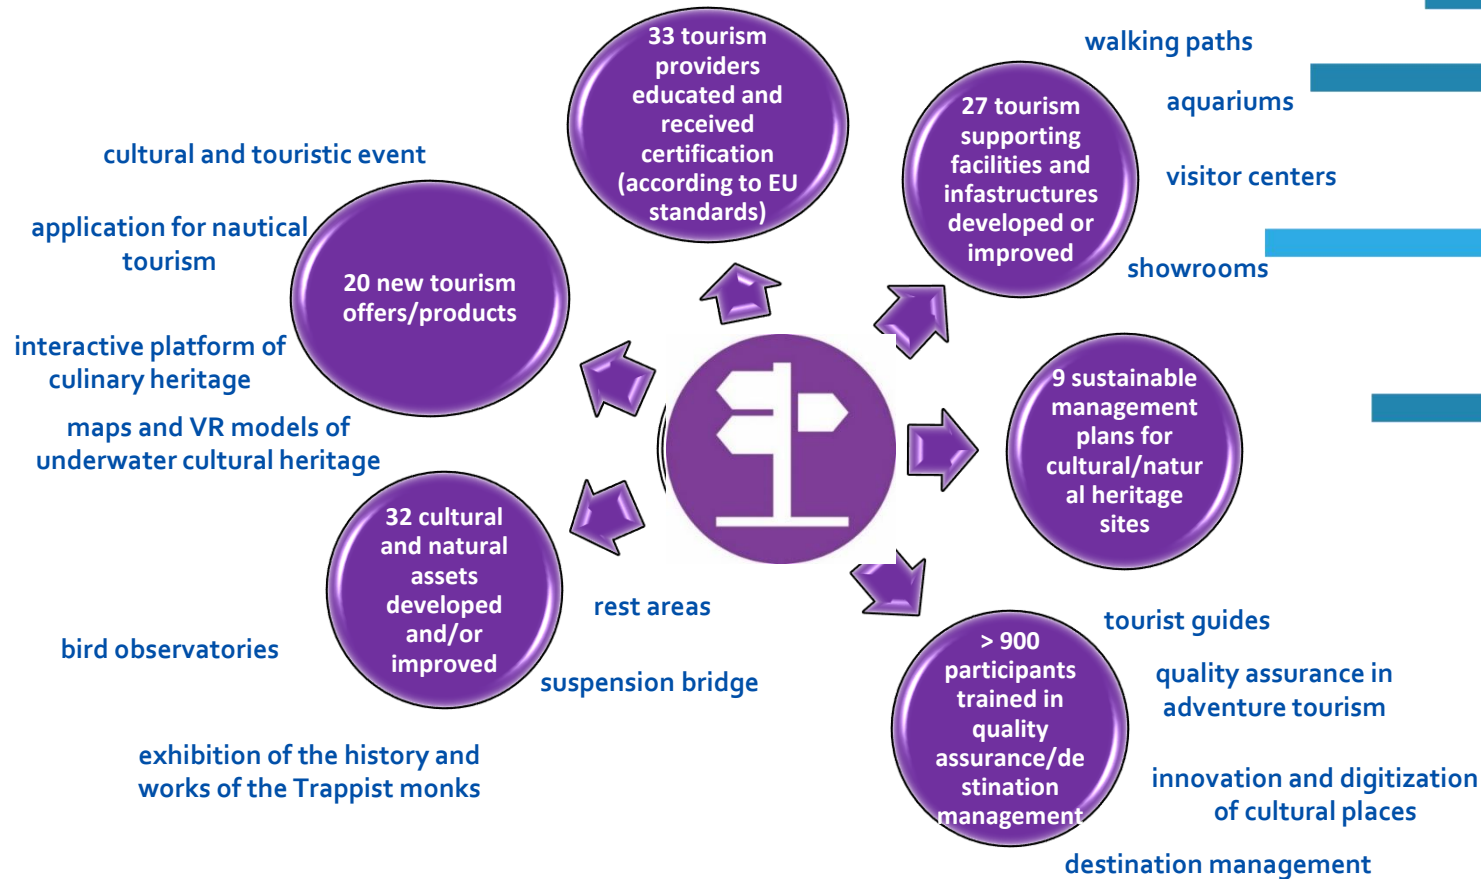 33 tourism
providers
educated and
received
certification
(according to EU
standards)
walking paths
27 tourism
supporting
facilities and
infastructures
developed or
improved
aquariums
visitor centers
showrooms
cultural and touristic event
application for nautical
tourism
20 new tourism
offers/products
interactive platform of
culinary heritage
maps and VR models of
underwater cultural heritage
9 sustainable
management
plans for
cultural/natur
al heritage
sites
32 cultural
and natural
assets
developed
and/or
improved
rest areas
bird observatories
suspension bridge
exhibition of the history and
works of the Trappist monks
> 900
participants
trained in
quality
assurance/de
stination
management
tourist guides
quality assurance in
adventure tourism
innovation and digitization
of cultural places
destination management